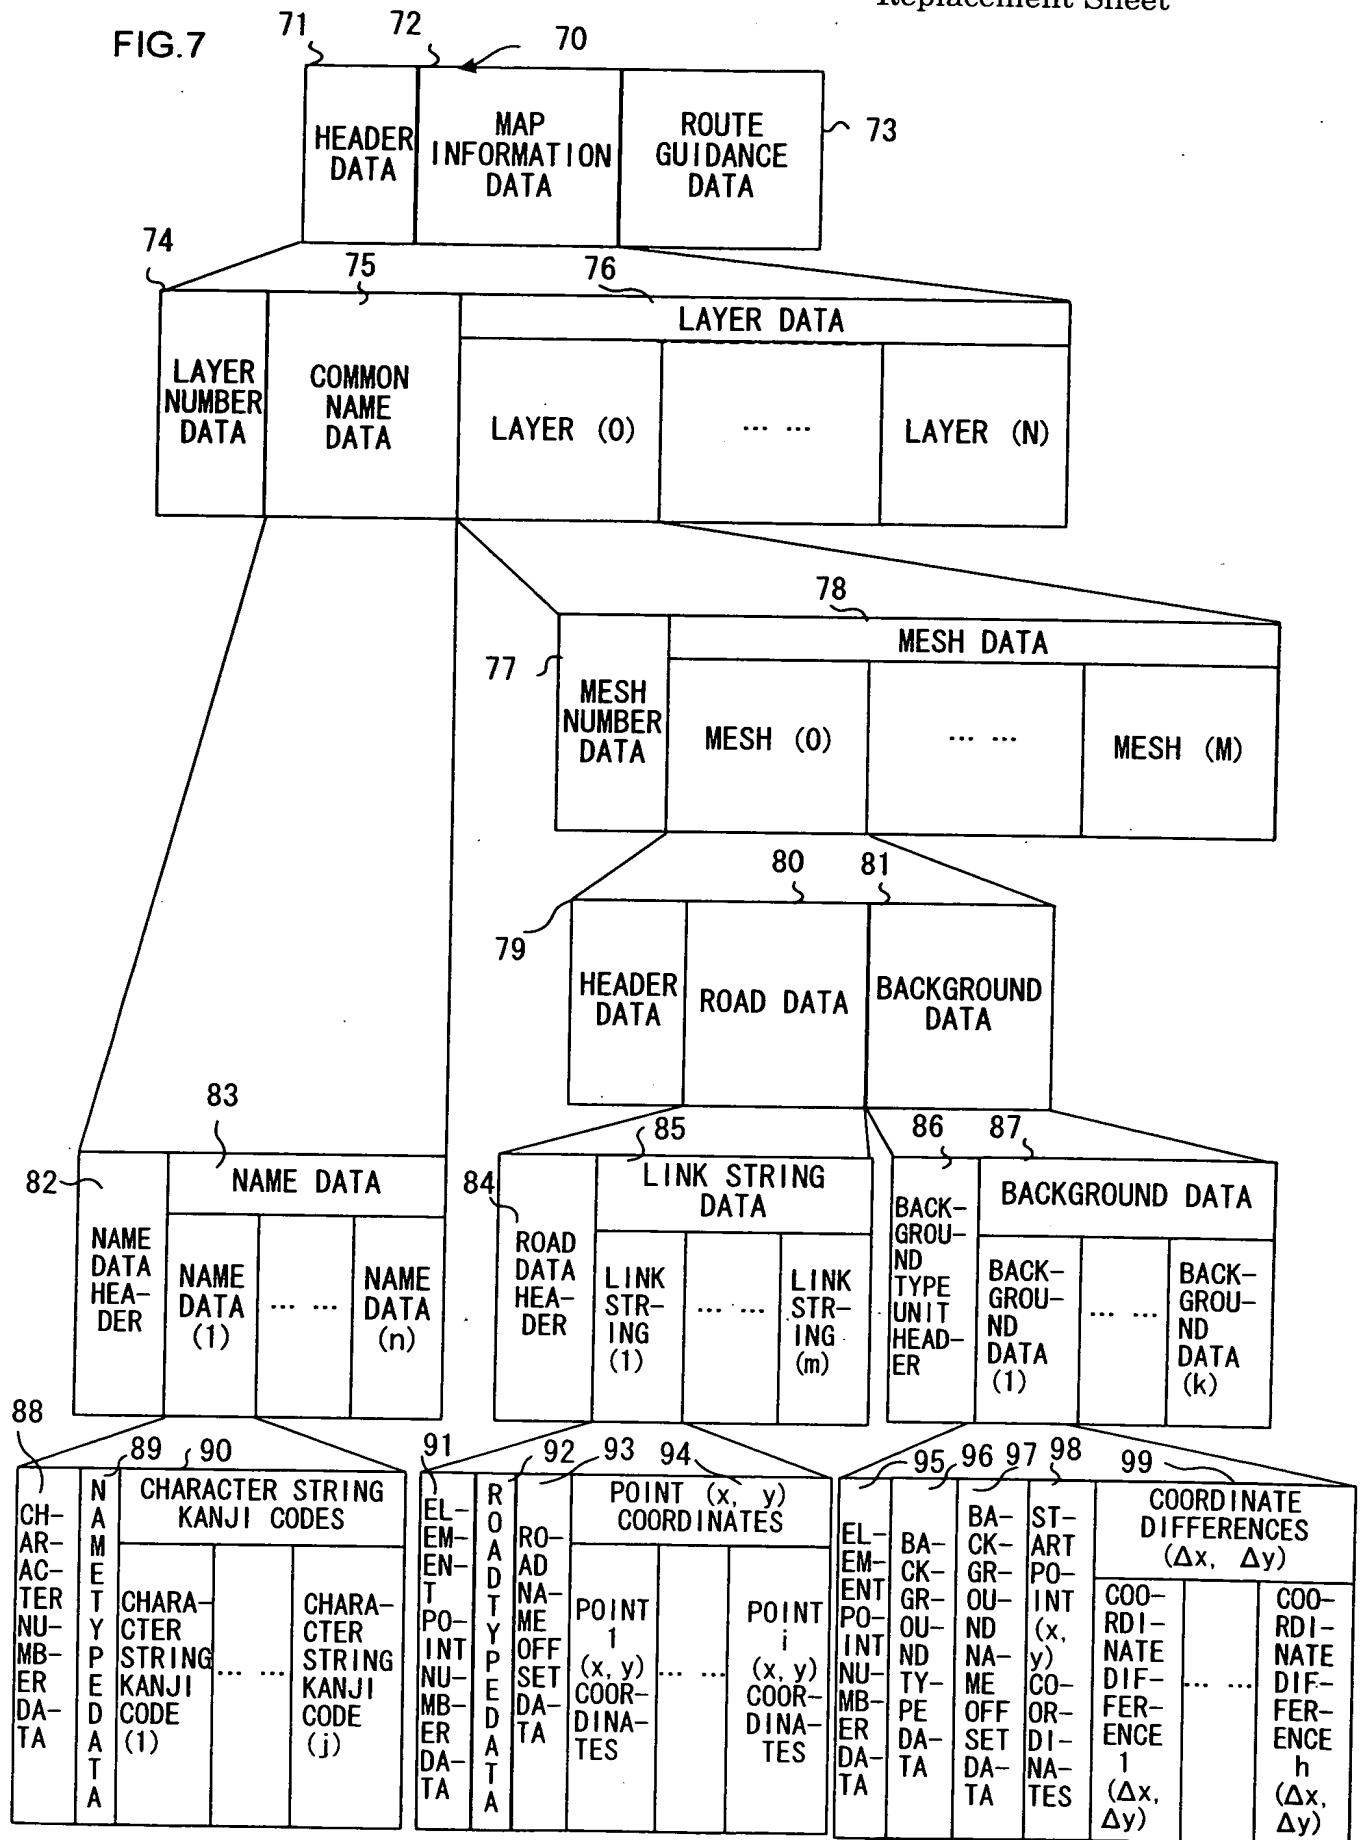 Replacement Sheet
FIG.7
71
72
70
HEADER
DATA
MAP
INFORMATION
DATA
ROUTE
GUIDANCE
DATA
73
74
75
76
LAYER
NUMBER
DATA
COMMON
NAME
DATA
LAYER DATA
LAYER (0)
... ...
LAYER (N)
77
78
MESH
NUMBER
DATA
MESH DATA
MESH (0)
... ...
MESH (M)
79
80
81
HEADER
DATA
ROAD DATA
BACKGROUND
DATA
82
83
NAME
DATA
HEA-
DER
NAME DATA
NAME
DATA
(1)
... ...
NAME
DATA
(n)
84
85
ROAD
DATA
HEA-
DER
LINK STRING
DATA
LINK
STR-
ING
(1)
... ...
LINK
STR-
ING
(m)
86
87
BACK-
GROU-
ND
TYPE
UNIT
HEAD-
ER
BACKGROUND DATA
BACK-
GROU-
ND
DATA
(1)
... ...
BACK-
GROU-
ND
DATA
(k)
88
89
90
CH-
AR-
AC-
TER
NU-
MB-
ER
DA-
TA
N
A
M
E
T
Y
P
E
D
A
T
A
CHARACTER STRING
KANJI CODES
CHARA-
CTER
STRING
KANJI
CODE
(1)
... ...
CHARA-
CTER
STRING
KANJI
CODE
(j)
91
92
93
94
EL-
EM-
EN-
T
PO-
INT
NU-
MB-
ER
DA-
TA
R
O
A
D
T
Y
P
E
D
A
T
A
RO-
AD
NA-
ME
OFF
SET
DA-
TA
POINT (x, y)
COORDINATES
POINT
1
(x, y)
COOR-
DINA-
TES
... ...
POINT
i
(x, y)
COOR-
DINA-
TES
95
96
97
98
99
EL-
EM-
ENT
PO-
INT
NU-
MB-
ER
DA-
TA
BA-
CK-
GR-
OU-
ND
TY-
PE
DA-
TA
BA-
CK-
GR-
OU-
ND
NA-
ME
OFF
SET
DA-
TA
ST-
ART
PO-
INT
(x,
y)
CO-
OR-
DI-
NA-
TES
COORDINATE
DIFFERENCES
(Δx, Δy)
COO-
RDI-
NATE
DIF-
FER-
ENCE
1
(Δx,
Δy)
... ...
COO-
RDI-
NATE
DIF-
FER-
ENCE
h
(Δx,
Δy)